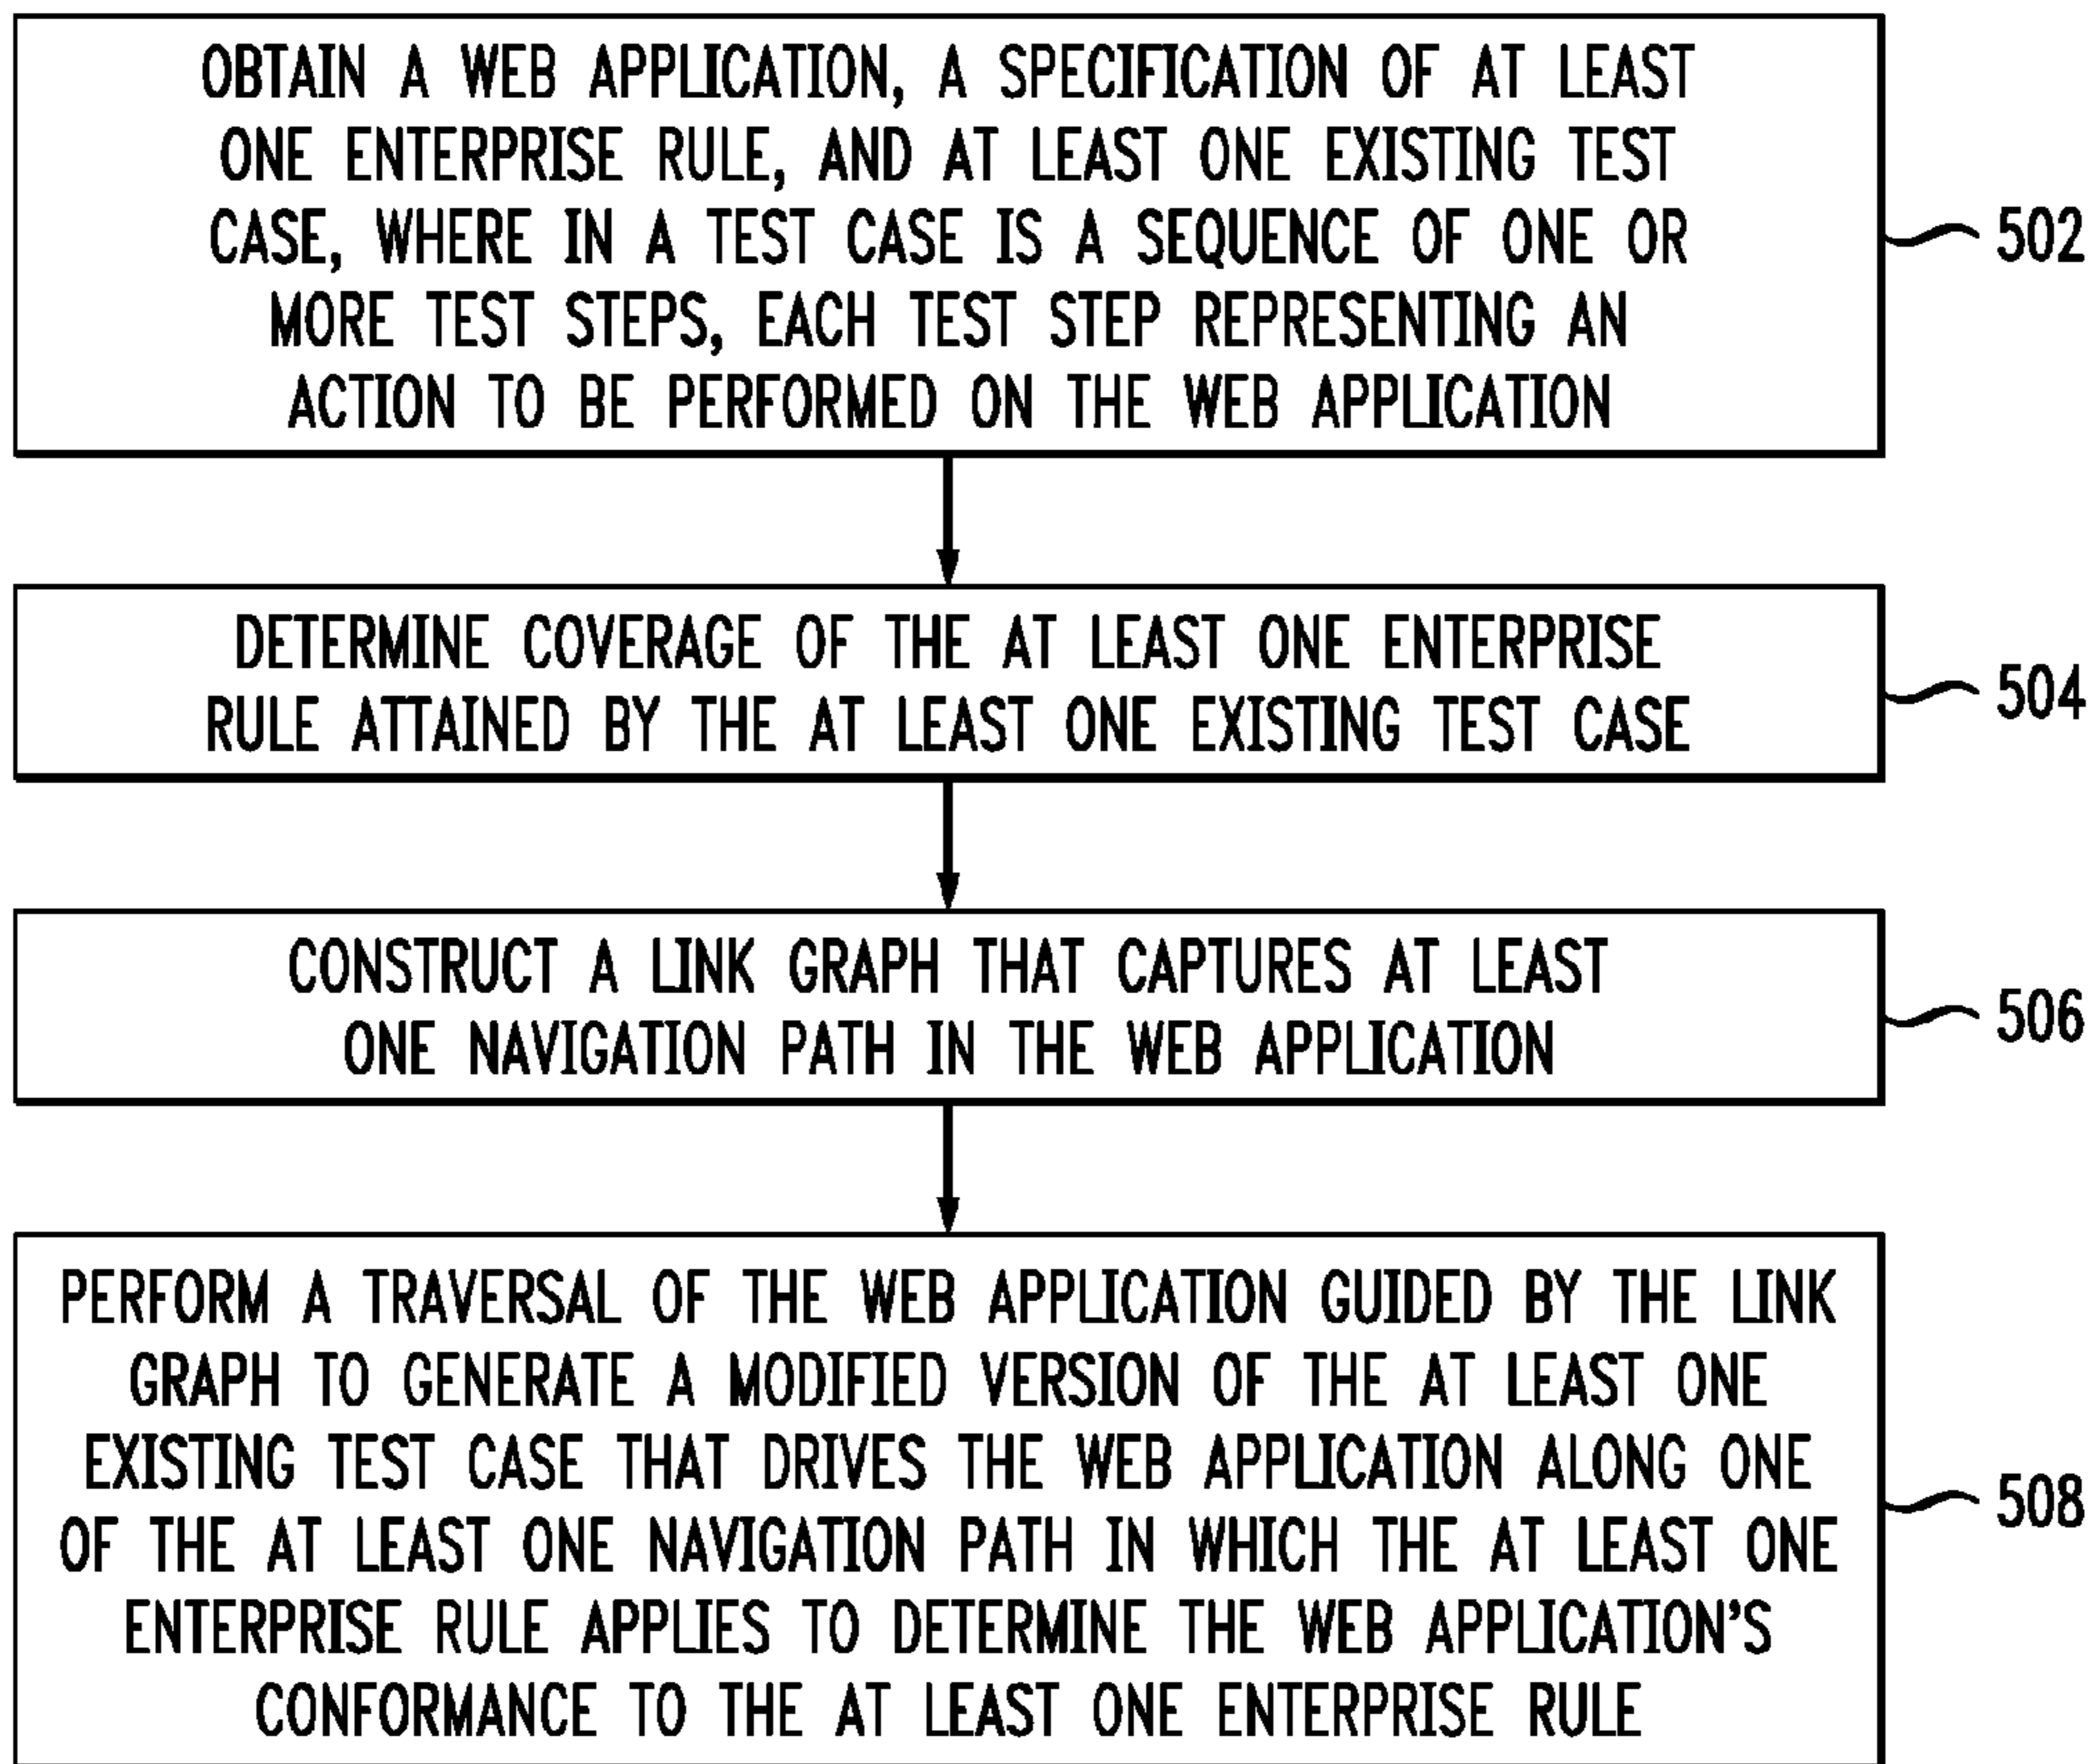 OBTAIN A WEB APPLICATION, A SPECIFICATION OF AT LEAST
ONE ENTERPRISE RULE, AND AT LEAST ONE EXISTING TEST
CASE, WHERE IN A TEST CASE IS A SEQUENCE OF ONE OR
MORE TEST STEPS, EACH TEST STEP REPRESENTING AN
ACTION TO BE PERFORMED ON THE WEB APPLICATION
502
DETERMINE COVERAGE OF THE AT LEAST ONE ENTERPRISE
RULE ATTAINED BY THE AT LEAST ONE EXISTING TEST CASE
504
CONSTRUCT A LINK GRAPH THAT CAPTURES AT LEAST
ONE NAVIGATION PATH IN THE WEB APPLICATION
506
PERFORM A TRAVERSAL OF THE WEB APPLICATION GUIDED BY THE LINK
GRAPH TO GENERATE A MODIFIED VERSION OF THE AT LEAST ONE
EXISTING TEST CASE THAT DRIVES THE WEB APPLICATION ALONG ONE
OF THE AT LEAST ONE NAVIGATION PATH IN WHICH THE AT LEAST ONE
ENTERPRISE RULE APPLIES TO DETERMINE THE WEB APPLICATION'S
CONFORMANCE TO THE AT LEAST ONE ENTERPRISE RULE
508